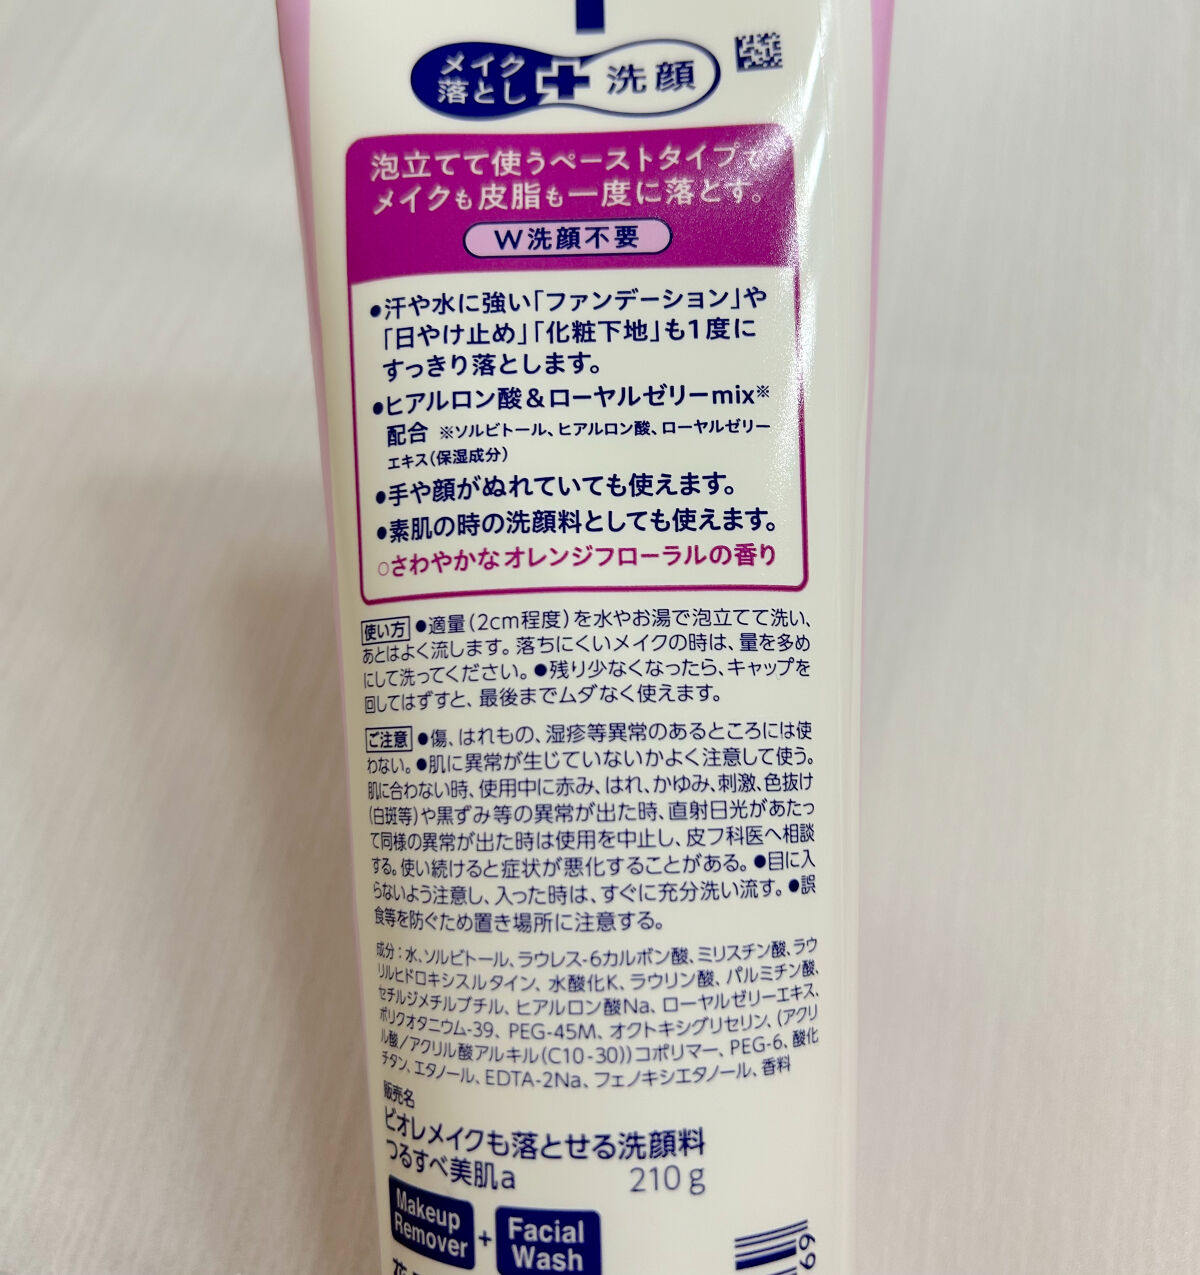 メイク
落とし
洗顔
泡立てて使うペーストタイプで
メイクも皮脂も一度に落とす。
W洗顔不要
●汗や水に強い「ファンデーション」や
「日やけ止め」「化粧下地」も1度に
すっきり落とします。
●ヒアルロン酸&ローヤルゼリーmix※
配合 ※ソルビトール、ヒアルロン酸、ローヤルゼリー
エキス(保湿成分)
●手や顔がぬれていても使えます。
●素肌の時の洗顔料としても使えます。
○さわやかなオレンジフローラルの香り
使い方 ●適量(2cm程度)を水やお湯で泡立てて洗い、
あとはよく流します。落ちにくいメイクの時は、量を多め
にして洗ってください。●残り少なくなったら、キャップを
回してはずすと、最後までムダなく使えます。
ご注意 ●傷、はれもの、湿疹等異常のあるところには使
わない。●肌に異常が生じていないかよく注意して使う。
肌に合わない時、使用中に赤み、はれ、かゆみ、刺激、色抜け
(白斑等)や黒ずみ等の異常が出た時、直射日光があたっ
て同様の異常が出た時は使用を中止し、皮フ科医へ相談
する。使い続けると症状が悪化することがある。●目に入
らないよう注意し、入った時は、すぐに充分洗い流す。●誤
食等を防ぐため置き場所に注意する。
成分:水、ソルビトール、ラウレス-6カルボン酸、ミリスチン酸、ラウ
リルヒドロキシスルタイン、水酸化K、ラウリン酸、パルミチン酸、
セチルジメチルブチル、ヒアルロン酸Na、ローヤルゼリーエキス、
ポリクオタニウム-39、PEG-45M、オクトキシグリセリン、(アクリ
ル酸/アクリル酸アルキル(C10-30))コポリマー、PEG-6、酸化
チタン、エタノール、EDTA-2Na、フェノキシエタノール、香料
販売名
ビオレメイクも落とせる洗顔料
つるすべ美肌a 210g
Makeup
Remover
+
Facial
Wash
69